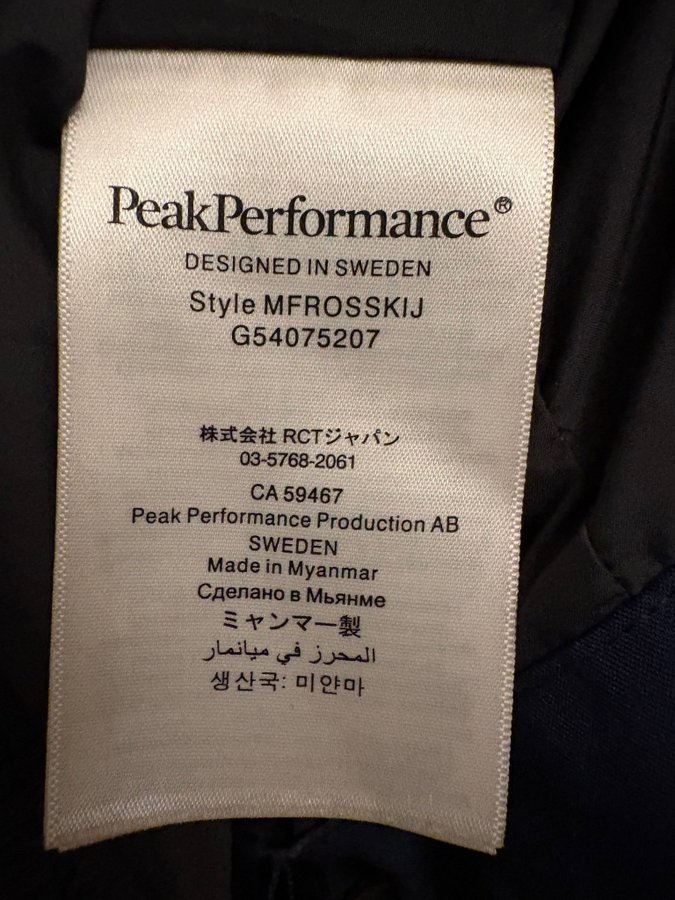 PeakPerformance®
DESIGNED IN SWEDEN
Style MFROSSKIJ
G54075207
株式会社 RCTジャパン
03-5768-2061
CA 59467
Peak Performance Production AB
SWEDEN
Made in Myanmar
Сделано в Мьянме
ミャンマー製
المحرز في ميانمار
생산국: 미얀마